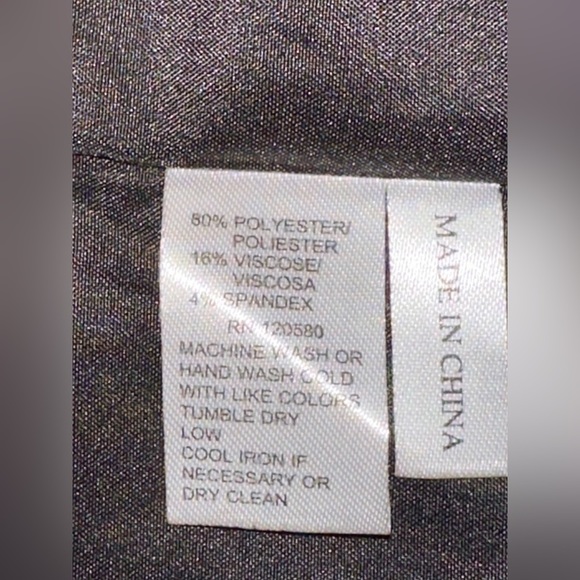 80% POLYESTER/
POLIESTER
16% VISCOSE/
VISCOSA
4% SPANDEX
RN 120580
MACHINE WASH OR
HAND WASH COLD
WITH LIKE COLORS
TUMBLE DRY
LOW
COOL IRON IF
NECESSARY OR
DRY CLEAN
MADE IN CHINA